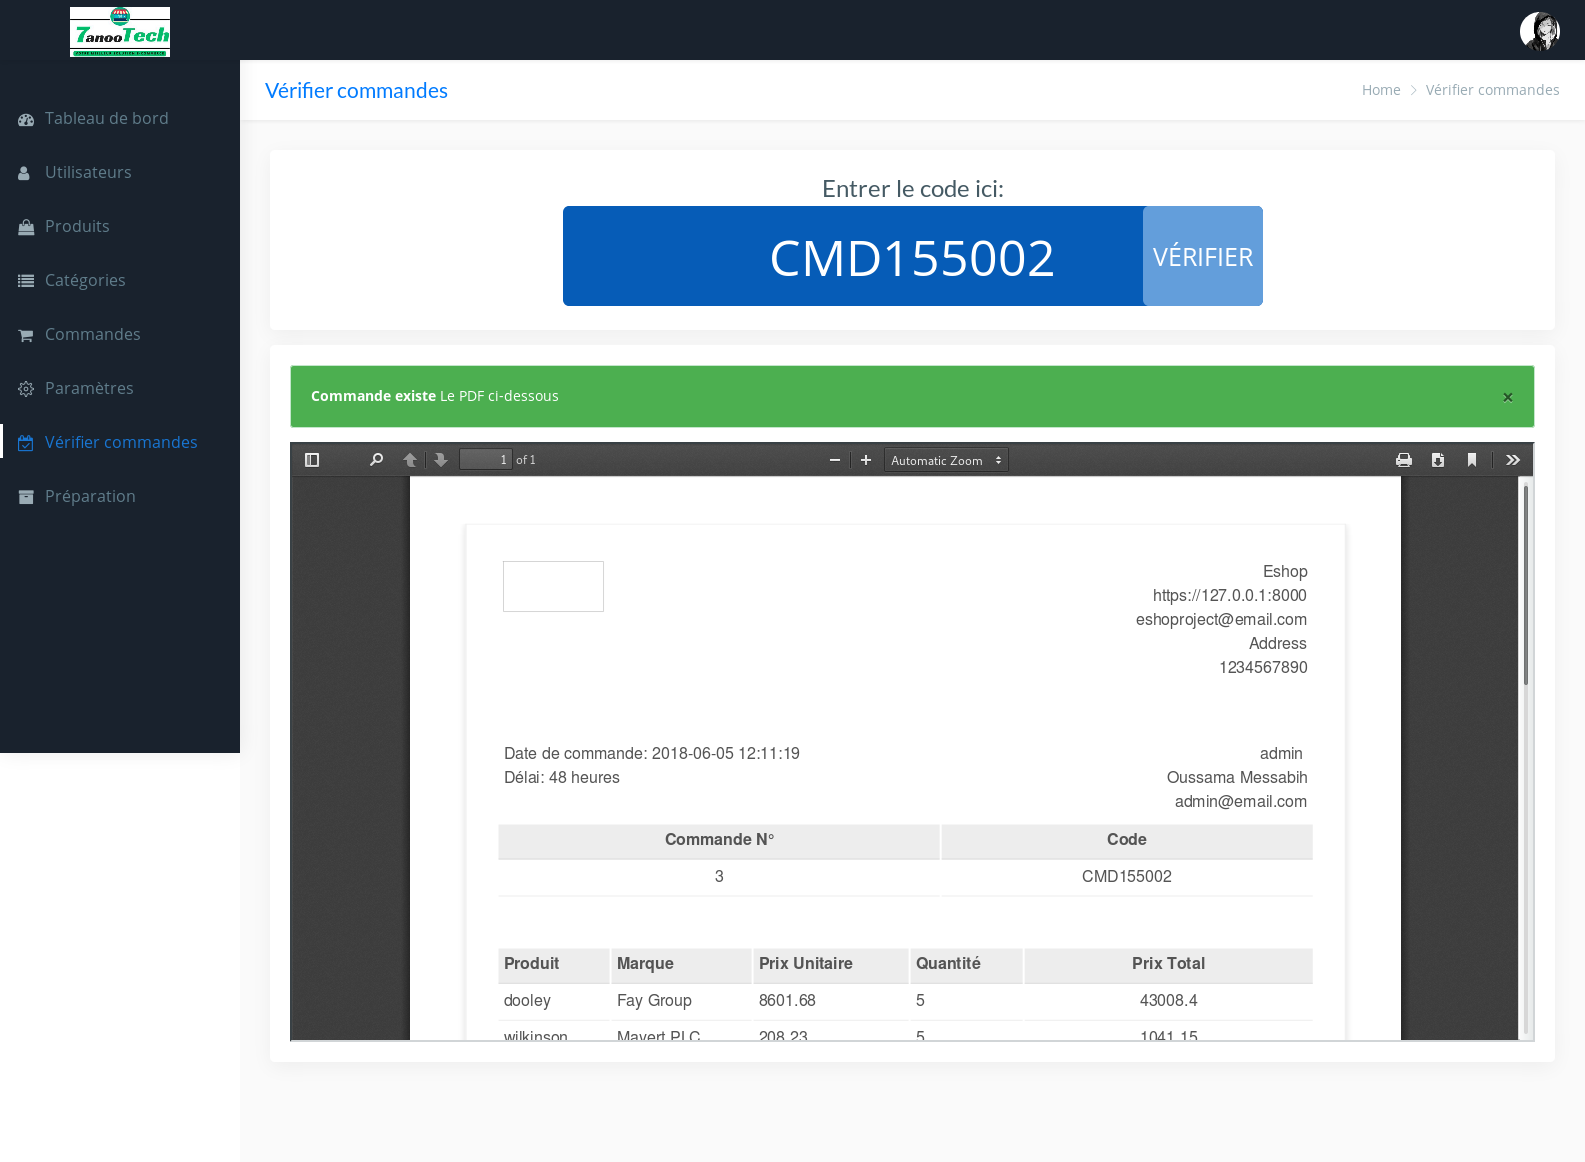 7anooTech
Vérifier commandes
Home > Vérifier commandes
Tableau de bord
Utilisateurs
Produits
Catégories
Commandes
Paramètres
Vérifier commandes
Préparation
Entrer le code ici:
CMD155002 VÉRIFIER
Commande existe Le PDF ci-dessous ×
1 of 1 Automatic Zoom
Eshop
https://127.0.0.1:8000
eshoproject@email.com
Address
1234567890
Date de commande: 2018-06-05 12:11:19 admin
Délai: 48 heures Oussama Messabih
admin@email.com
Commande N° Code
3 CMD155002
Produit Marque Prix Unitaire Quantité Prix Total
dooley Fay Group 8601.68 5 43008.4
wilkinson Mayert PLC 208.23 5 1041.15